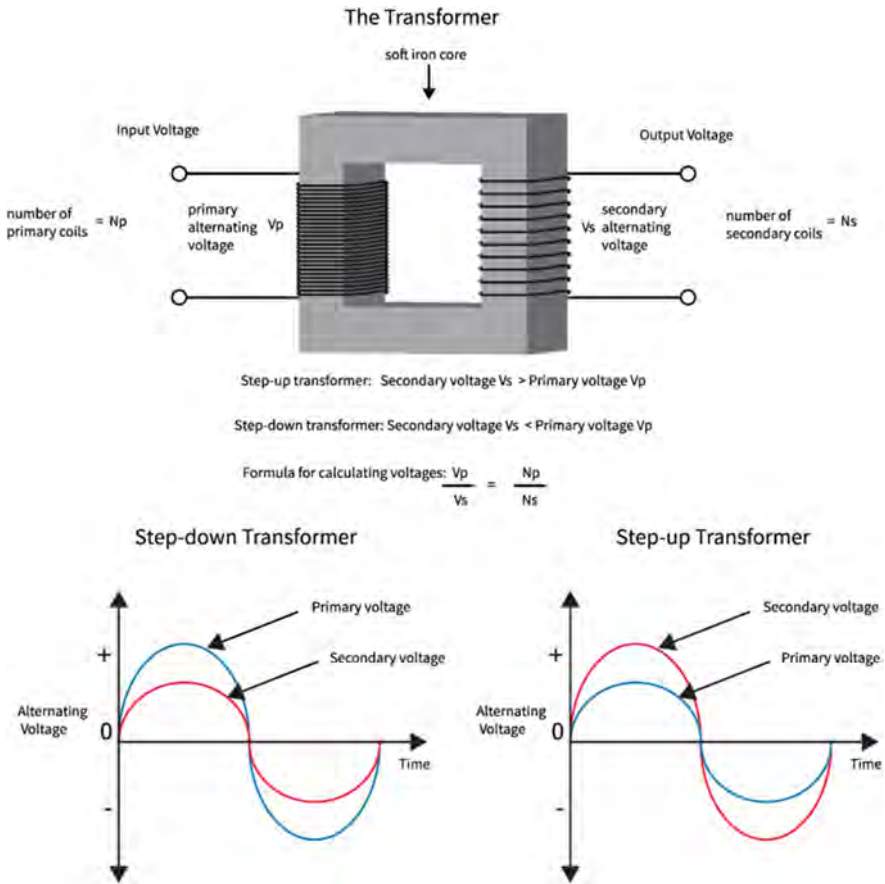 The Transformer
soft iron core
Input Voltage
Output Voltage
number of
primary coils
= Np
primary
alternating
voltage
Vp
Vs
secondary
alternating
voltage
number of
secondary coils
= Ns
Step-up transformer: Secondary voltage Vs > Primary voltage Vp
Step-down transformer: Secondary voltage Vs < Primary voltage Vp
Formula for calculating voltages: Vp = Np
Vs Ns
Step-down Transformer
Primary voltage
+
Secondary voltage
Alternating
Voltage
0
Time
-
Step-up Transformer
Secondary voltage
+
Primary voltage
Alternating
Voltage
0
Time
-